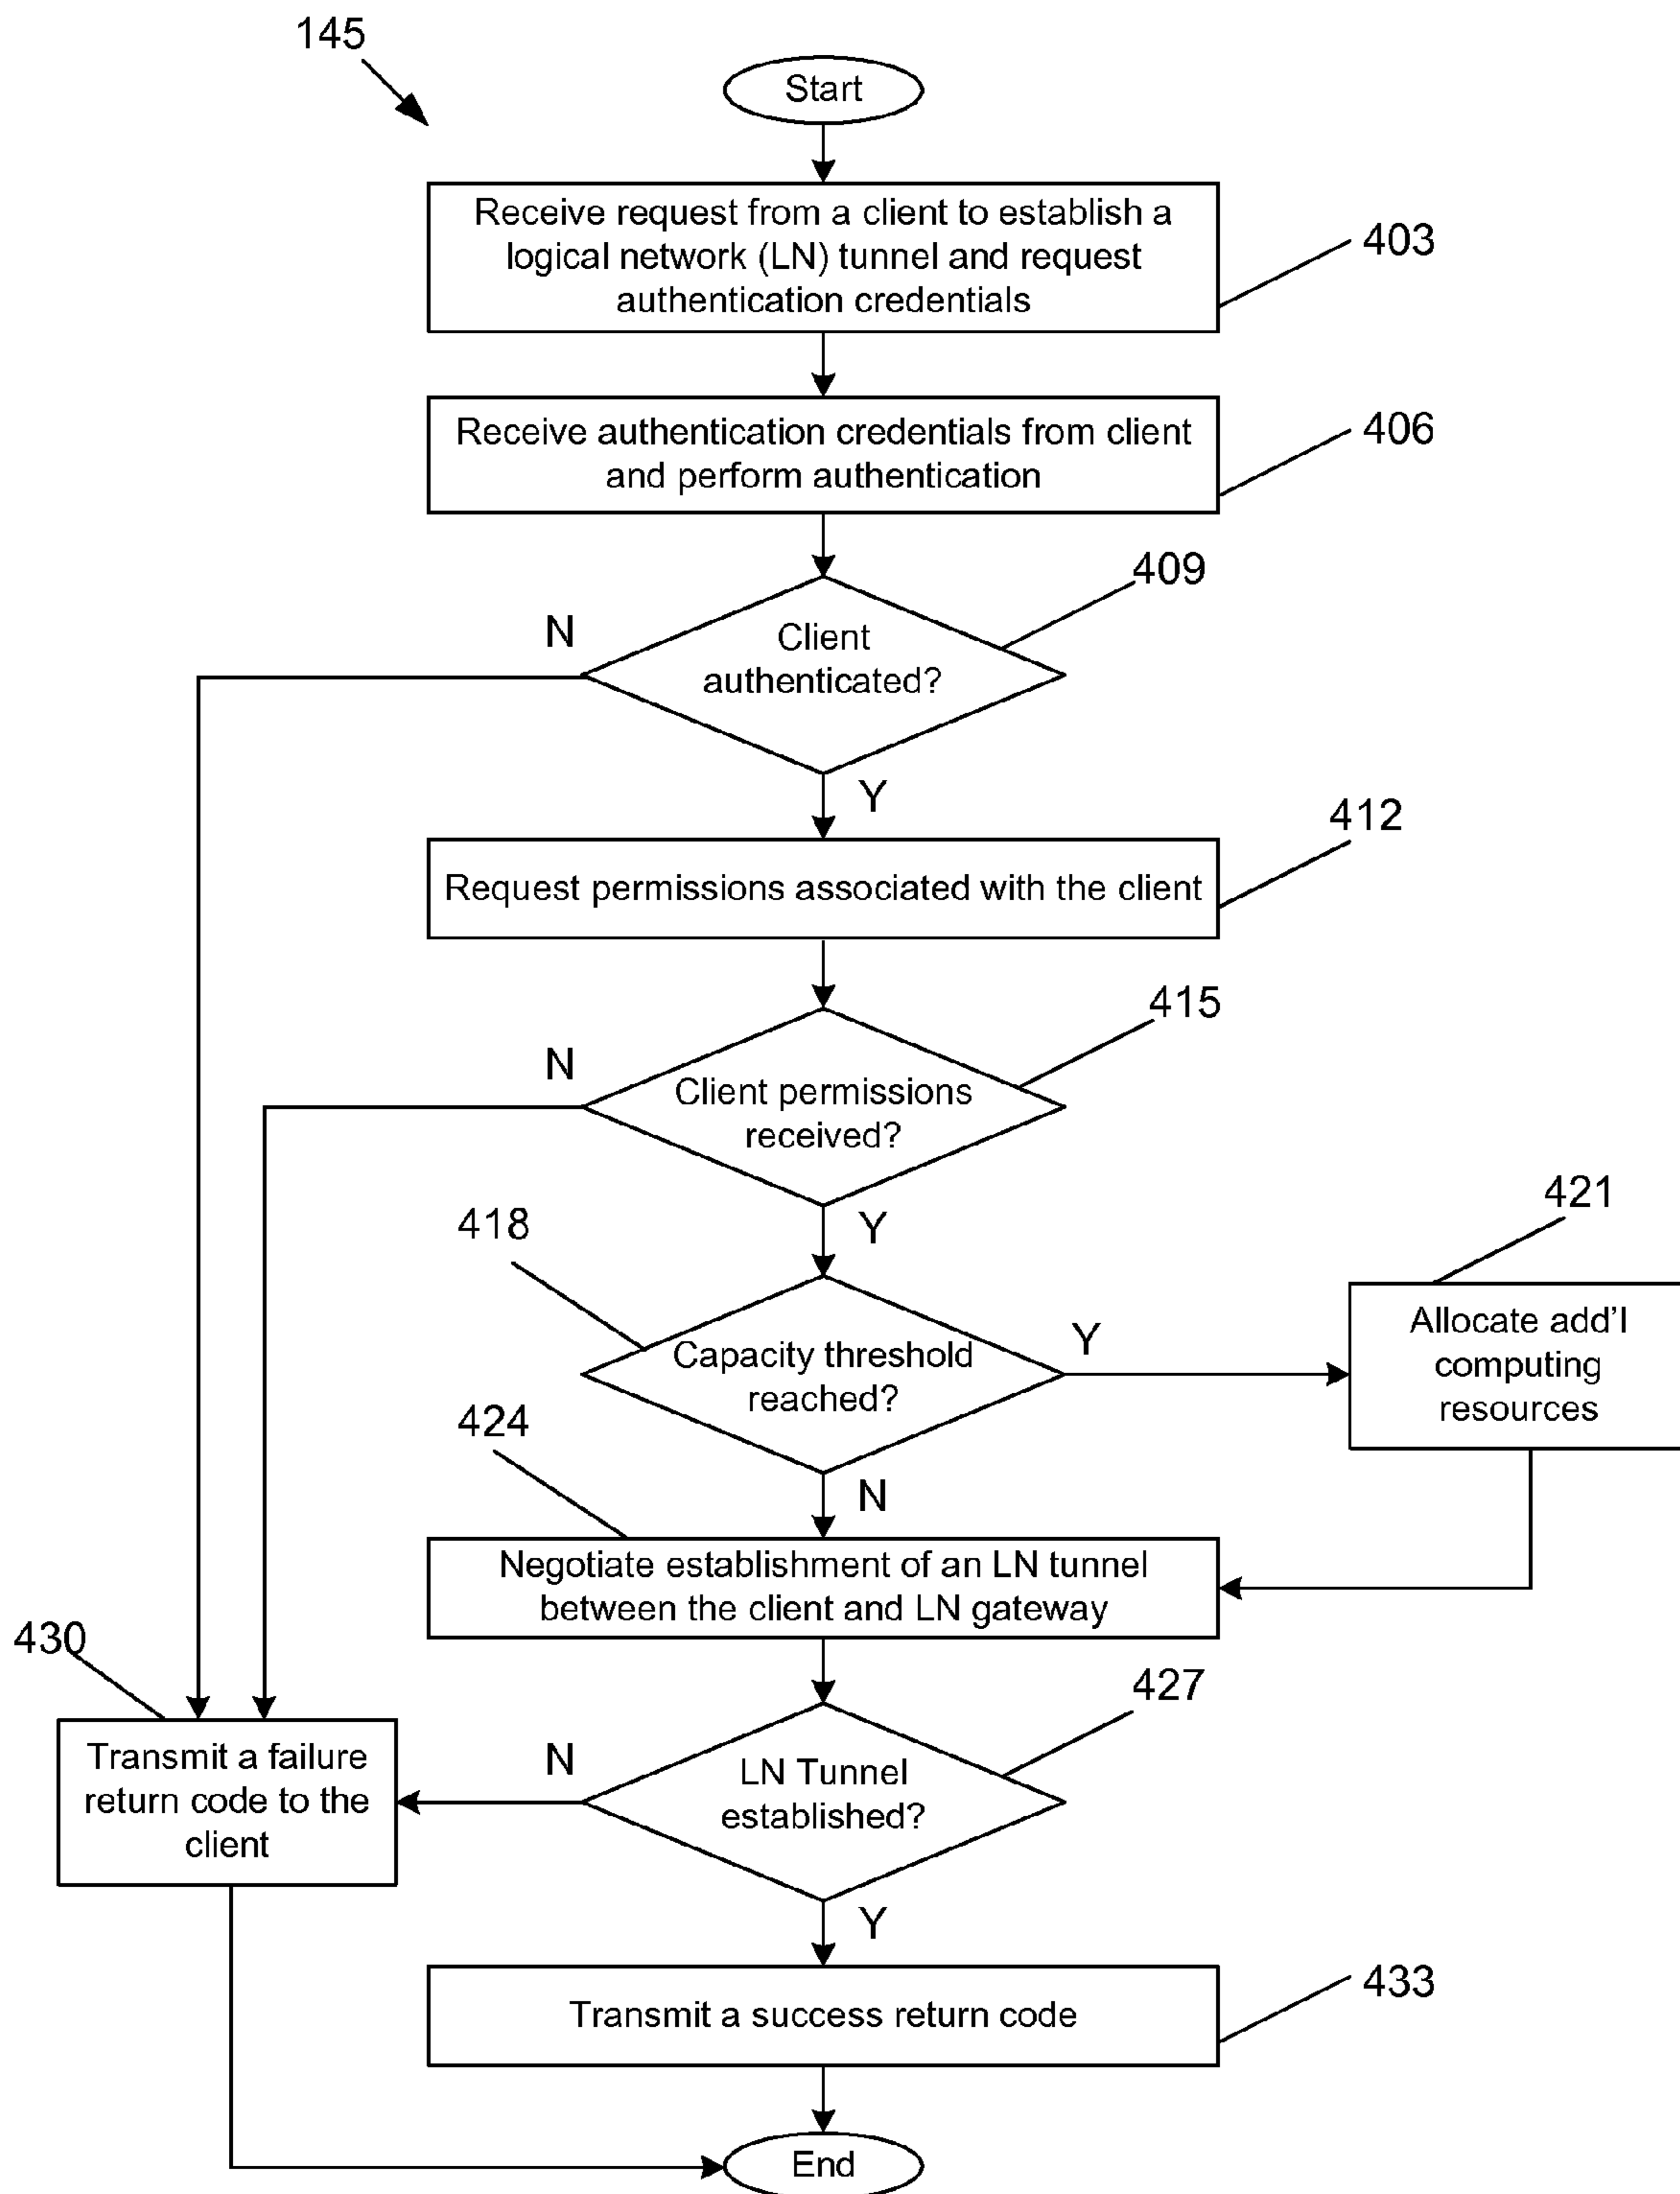 145
Start
Receive request from a client to establish a
logical network (LN) tunnel and request
authentication credentials
403
Receive authentication credentials from client
and perform authentication
406
409
N
Client
authenticated?
Y
412
Request permissions associated with the client
415
N
Client permissions
received?
Y
418
421
Capacity threshold
reached?
Y
Allocate add'l
computing
resources
424
N
Negotiate establishment of an LN tunnel
between the client and LN gateway
430
427
Transmit a failure
return code to the
client
N
LN Tunnel
established?
Y
433
Transmit a success return code
End